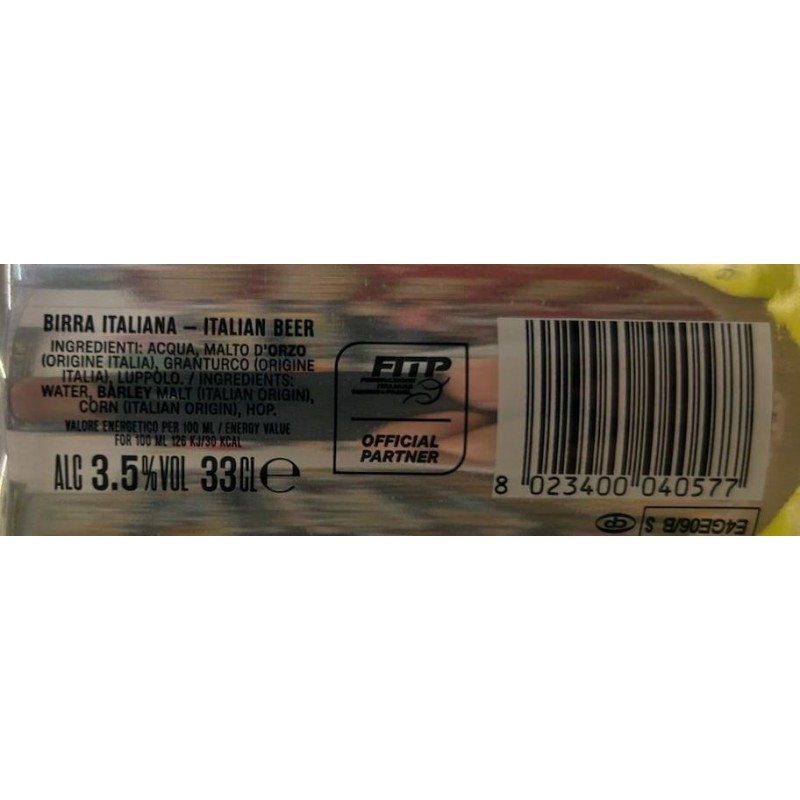 BIRRA ITALIANA – ITALIAN BEER
INGREDIENTI: ACQUA, MALTO D'ORZO
(ORIGINE ITALIA), GRANTURCO (ORIGINE
ITALIA), LUPPOLO. / INGREDIENTS:
WATER, BARLEY MALT (ITALIAN ORIGIN),
CORN (ITALIAN ORIGIN), HOP.
VALORE ENERGETICO PER 100 ML / ENERGY VALUE
FOR 100 ML 126 KJ/30 KCAL
ALC 3.5%VOL 33CL℮
FITP
FEDERAZIONE
ITALIANA
OFFICIAL
PARTNER
8 023400 040577
E4GE06/B S